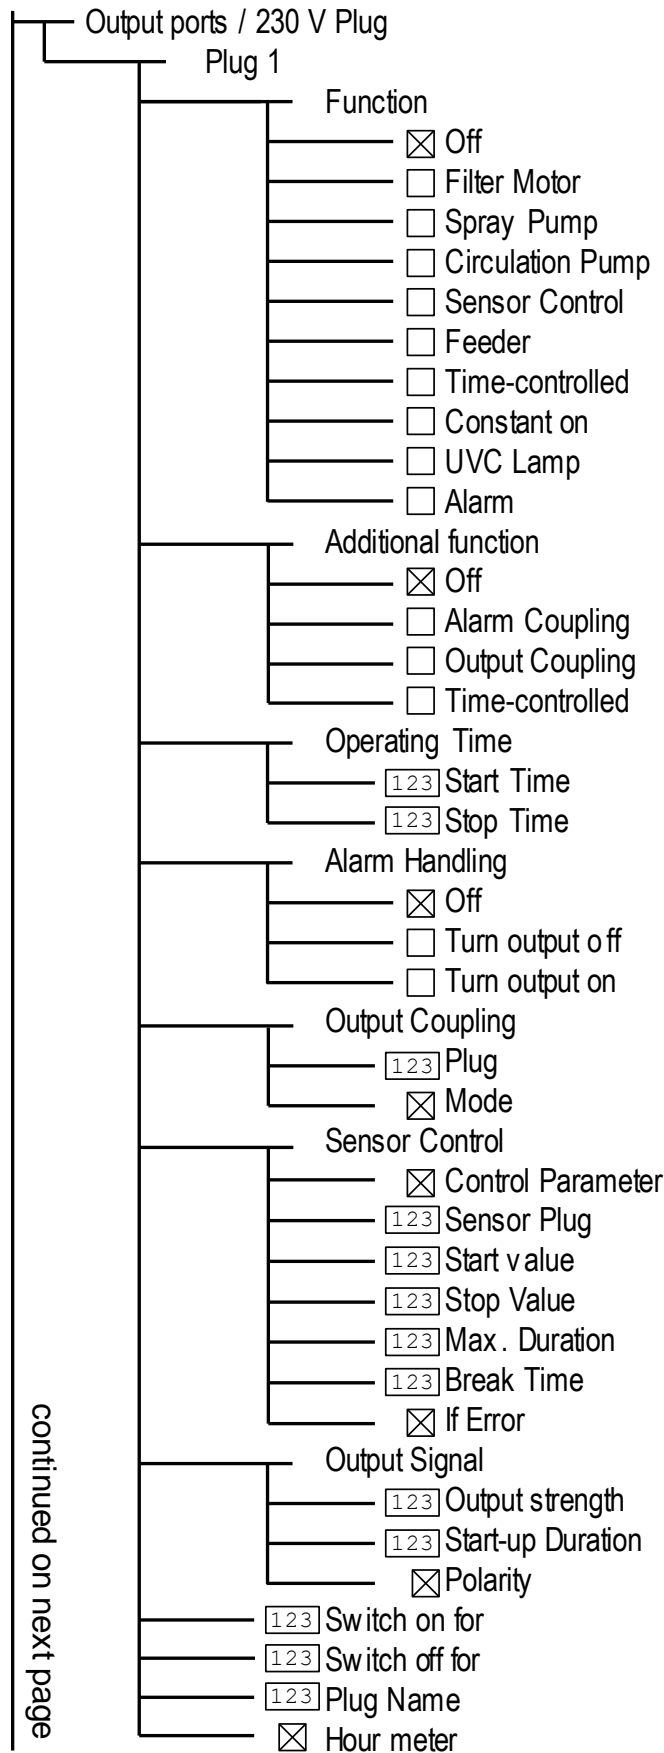 Output ports / 230 V Plug
Plug 1
Function
Off
Filter Motor
Spray Pump
Circulation Pump
Sensor Control
Feeder
Time-controlled
Constant on
UVC Lamp
Alarm
Additional function
Off
Alarm Coupling
Output Coupling
Time-controlled
Operating Time
123 Start Time
123 Stop Time
Alarm Handling
Off
Turn output off
Turn output on
Output Coupling
123 Plug
Mode
Sensor Control
Control Parameter
123 Sensor Plug
123 Start value
123 Stop Value
123 Max. Duration
123 Break Time
If Error
Output Signal
123 Output strength
123 Start-up Duration
Polarity
123 Switch on for
123 Switch off for
123 Plug Name
Hour meter
continued on next page